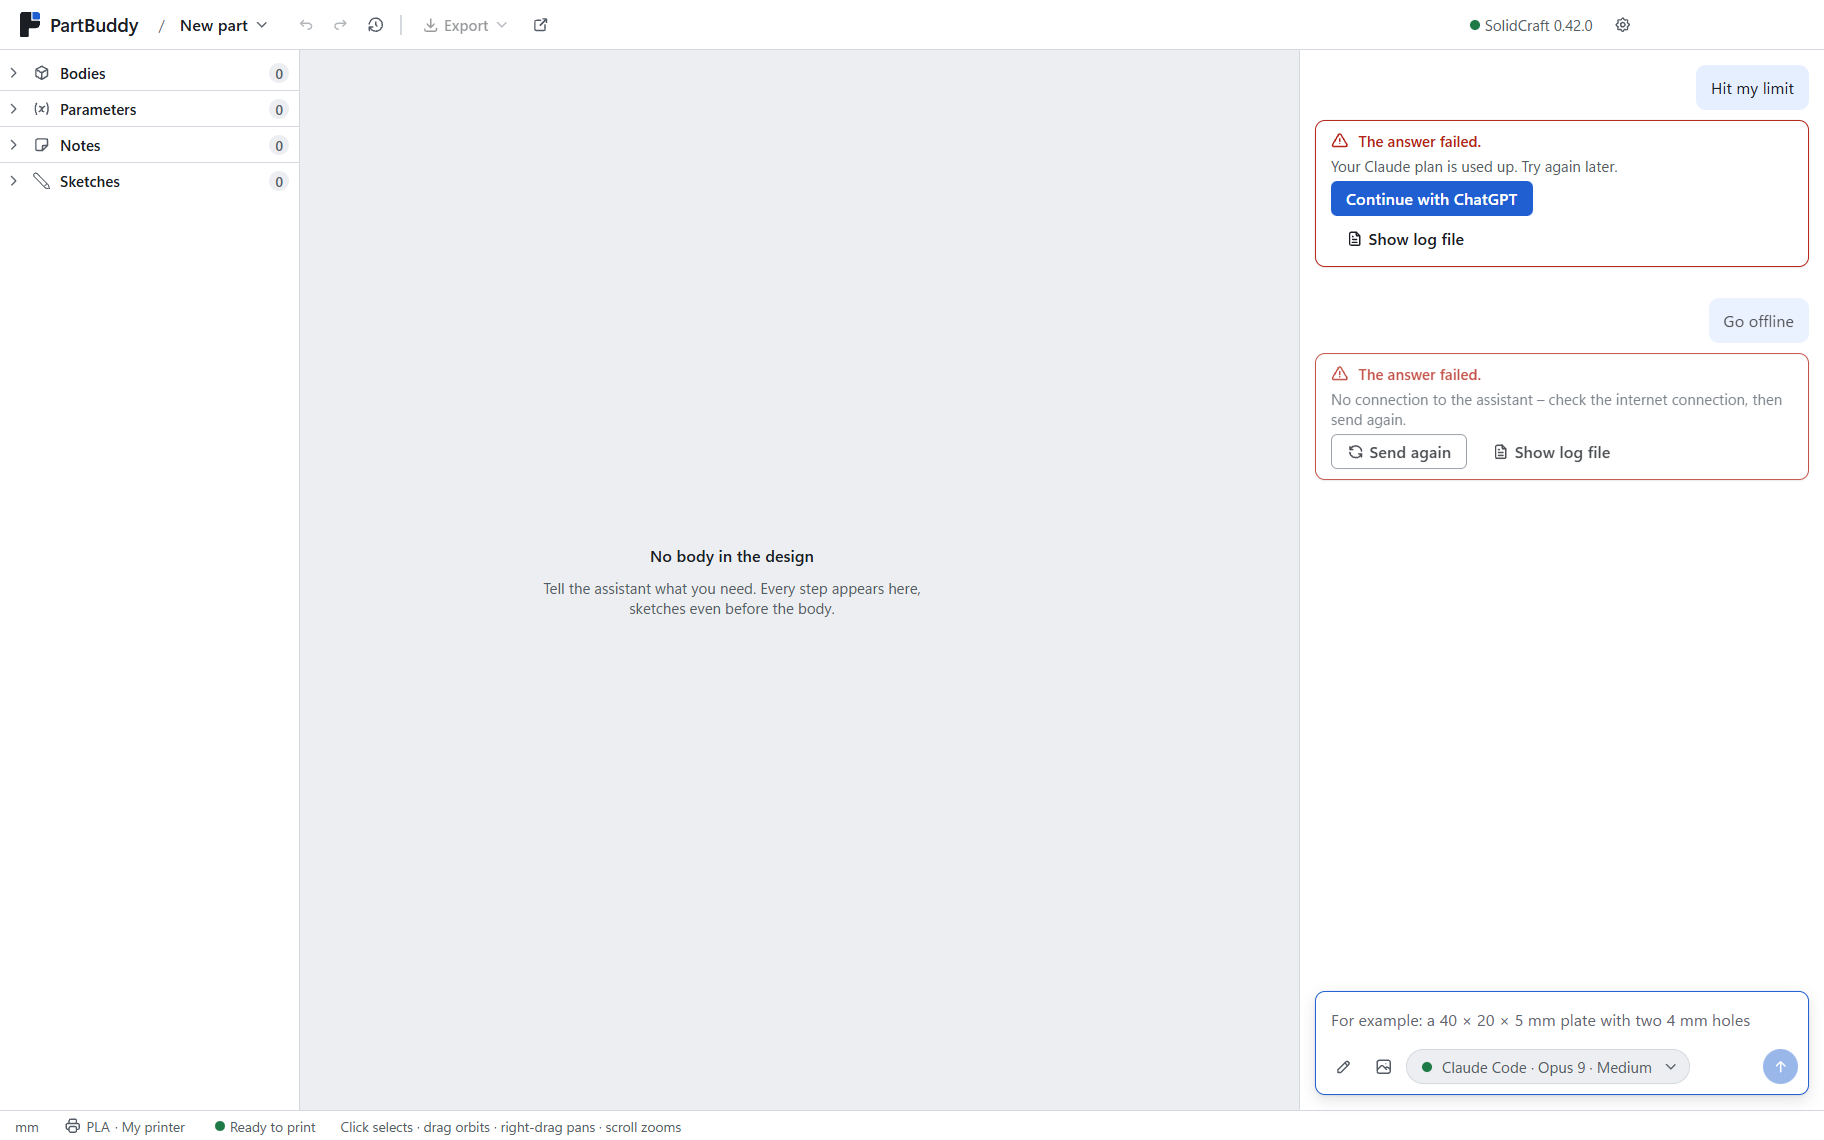 PartBuddy / New part
Export
SolidCraft 0.42.0
Bodies 0
(x) Parameters 0
Notes 0
Sketches 0
No body in the design
Tell the assistant what you need. Every step appears here,
sketches even before the body.
Hit my limit
The answer failed.
Your Claude plan is used up. Try again later.
Continue with ChatGPT
Show log file
Go offline
The answer failed.
No connection to the assistant – check the internet connection, then
send again.
Send again Show log file
For example: a 40 × 20 × 5 mm plate with two 4 mm holes
Claude Code · Opus 9 · Medium
mm PLA · My printer Ready to print Click selects · drag orbits · right-drag pans · scroll zooms